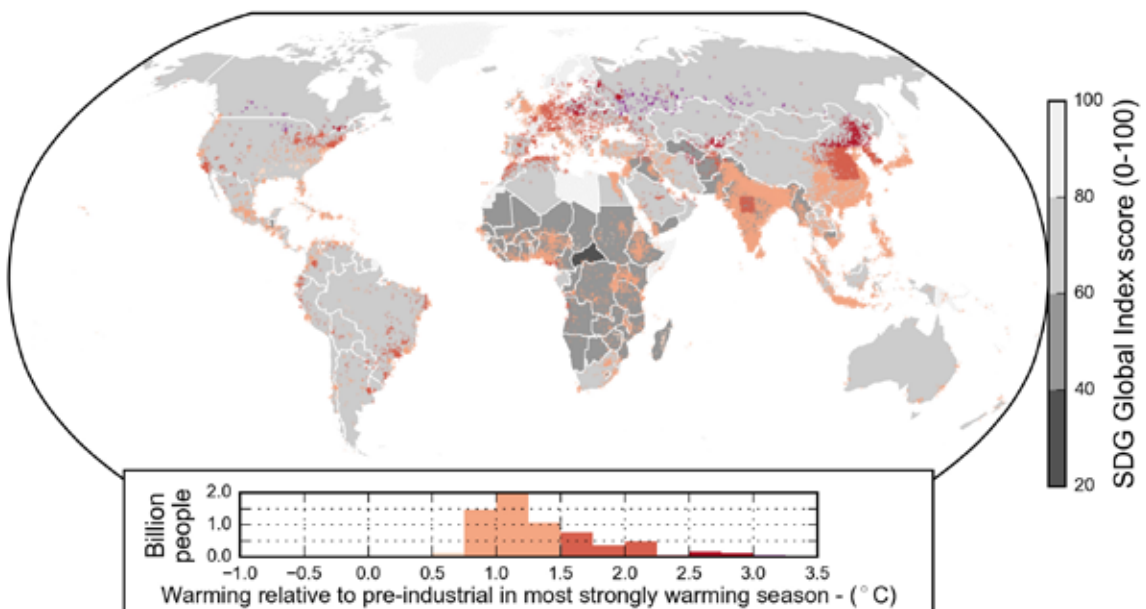 100
80
60
40
20
SDG Global Index score (0-100)
Billion
people
2.0
1.0
0.0
−1.0 −0.5 0.0 0.5 1.0 1.5 2.0 2.5 3.0 3.5
Warming relative to pre-industrial in most strongly warming season - (°C)